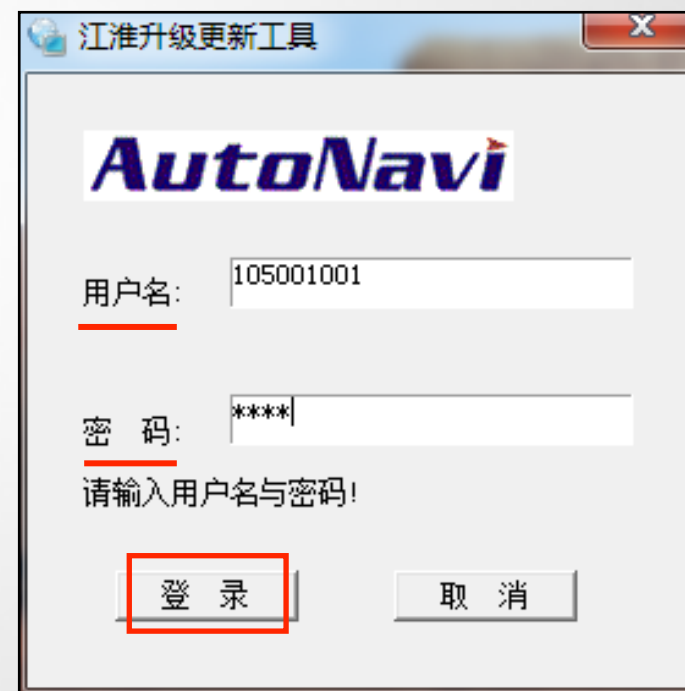 江淮升级更新工具
AutoNavi
用户名: 105001001
密 码: ****
请输入用户名与密码!
登 录 取 消